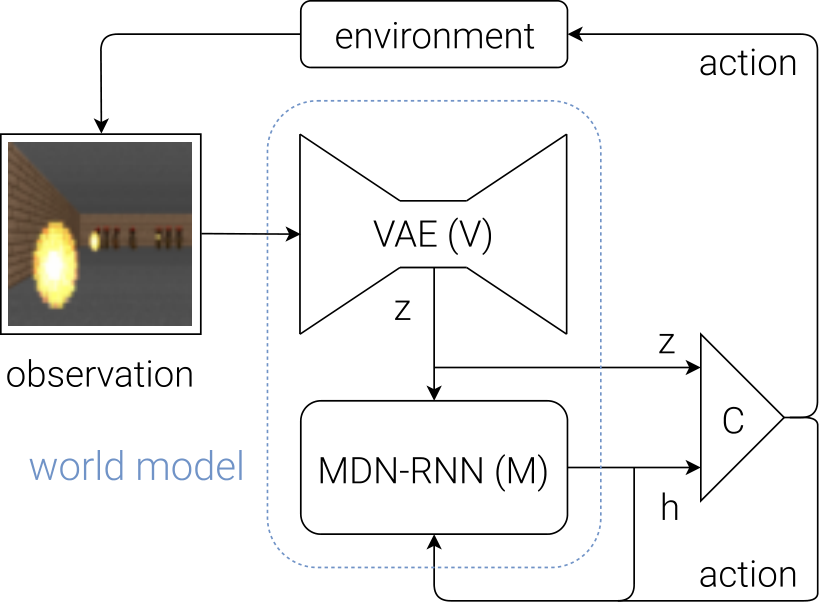 environment
action
VAE (V)
z
z
observation
C
world model
MDN-RNN (M)
h
action